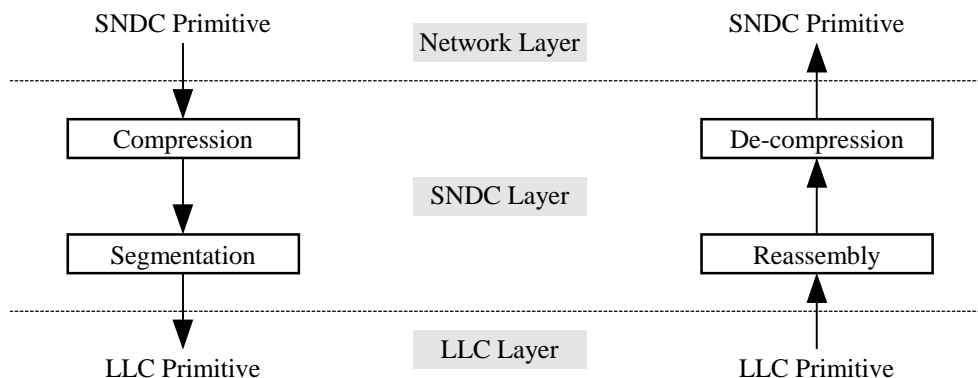 SNDC Primitive
Network Layer
SNDC Primitive
Compression
De-compression
SNDC Layer
Segmentation
Reassembly
LLC Layer
LLC Primitive
LLC Primitive